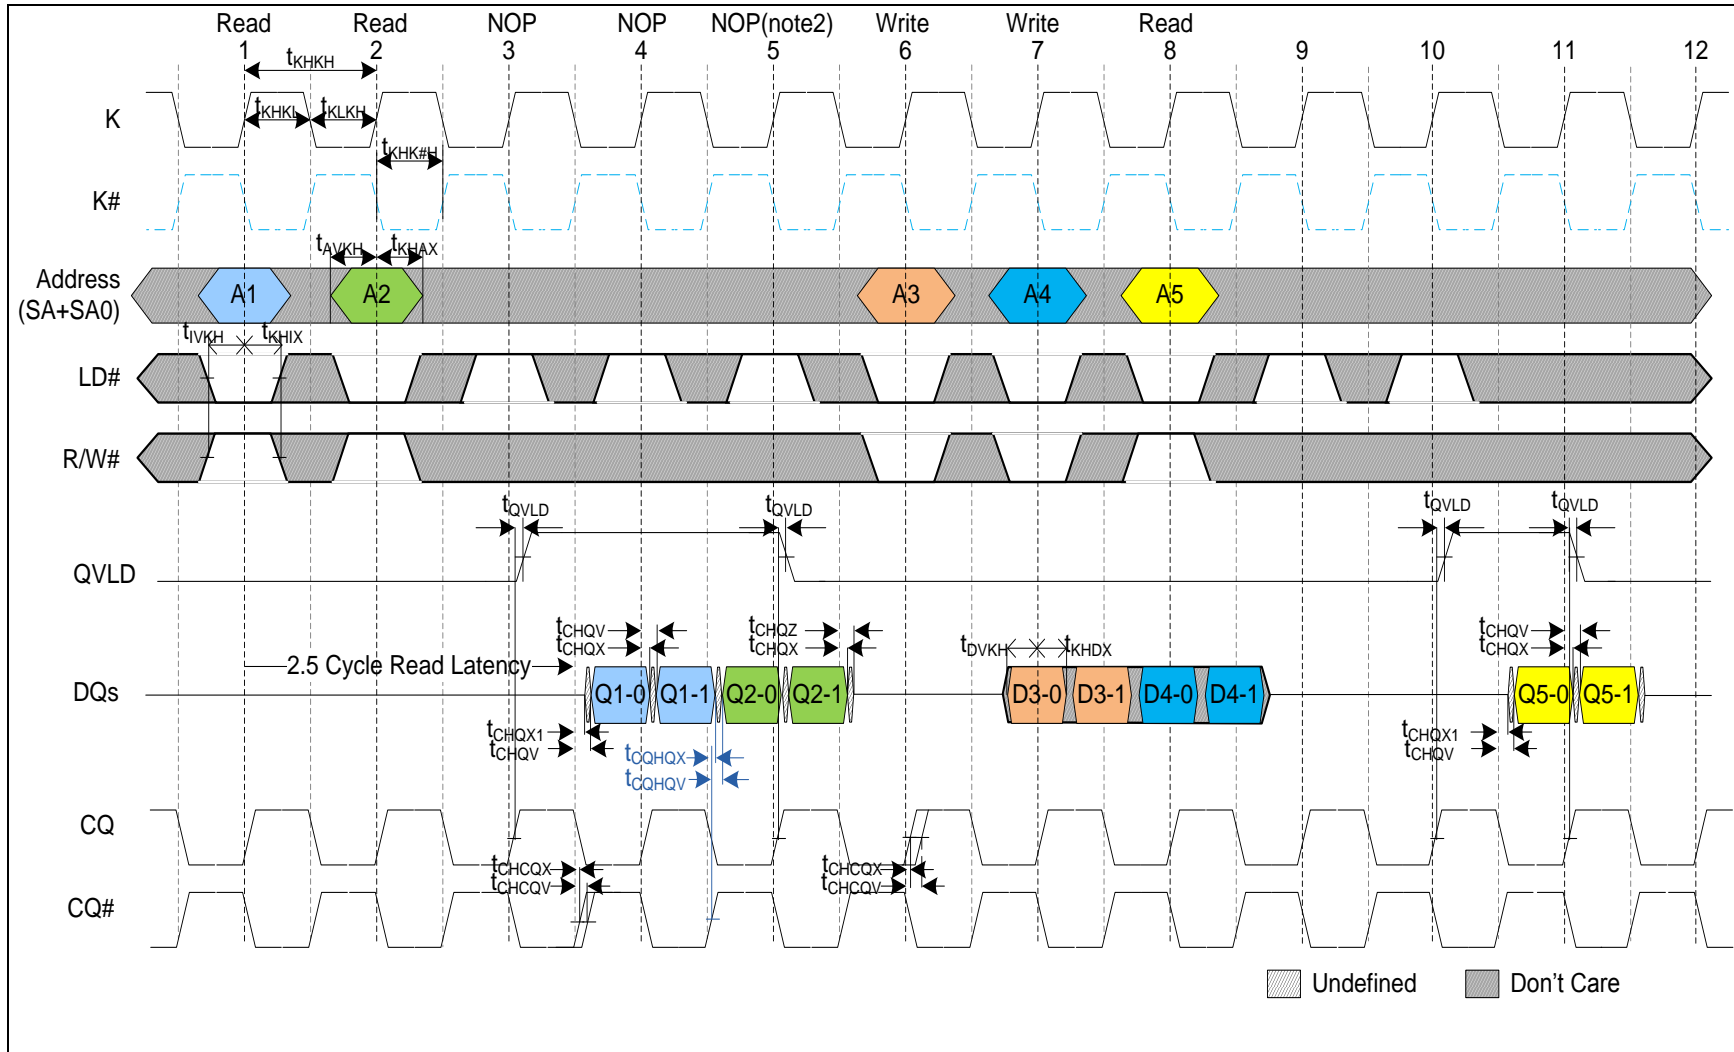 Read Read NOP NOP NOP(note2) Write Write Read
1 2 3 4 5 6 7 8 9 10 11 12
tKHKH
K
tKHKL tKLKH
tKHK#H
K#
tAVKH tKHAX
Address
(SA+SA0)
A1 A2 A3 A4 A5
tIVKH tKHIX
LD#
R/W#
tQVLD tQVLD tQVLD tQVLD
QVLD
tCHQV tCHQZ tCHQV
tCHQX tCHQX tDVKH tKHDX tCHQX
2.5 Cycle Read Latency
DQs
Q1-0 Q1-1 Q2-0 Q2-1 D3-0 D3-1 D4-0 D4-1 Q5-0 Q5-1
tCHQX1 tCHQX1
tCHQV tCHQV
tCQHQX
tCQHQV
CQ
tCHCQX tCHCQX
tCHCQV tCHCQV
CQ#
Undefined Don't Care